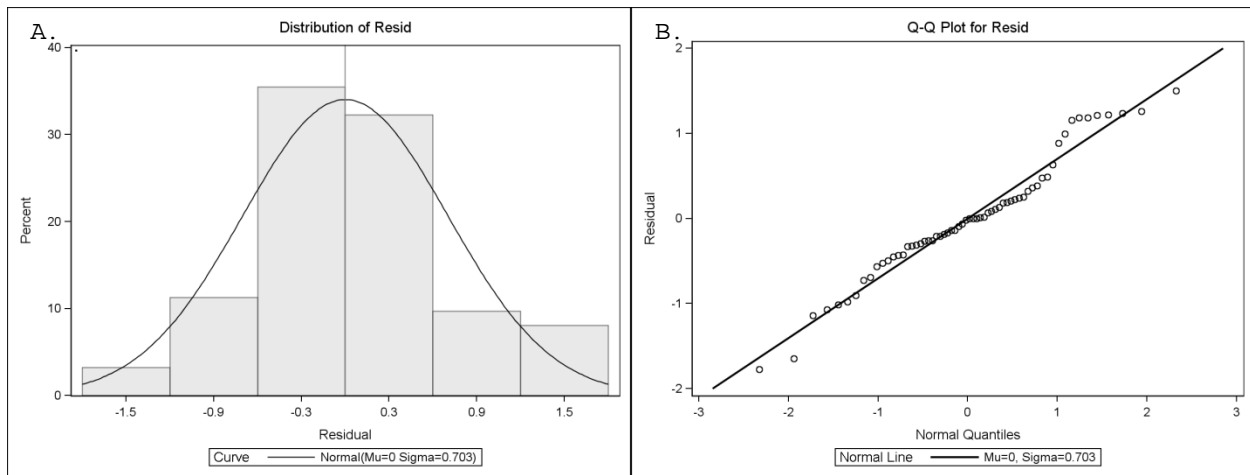 A.
Distribution of Resid
40
30
20
10
0
Percent
-1.5 -0.9 -0.3 0.3 0.9 1.5
Residual
Curve Normal(Mu=0 Sigma=0.703)
B.
Q-Q Plot for Resid
2
1
0
-1
-2
Residual
-3 -2 -1 0 1 2 3
Normal Quantiles
Normal Line Mu=0, Sigma=0.703